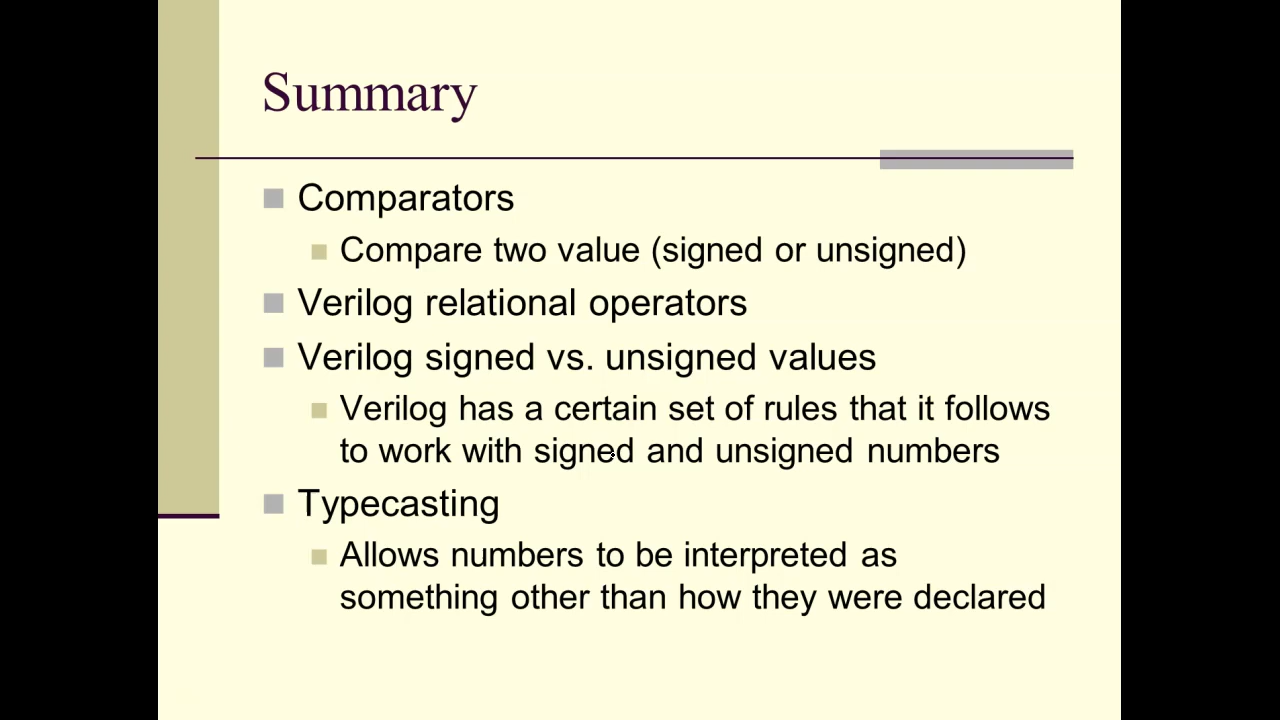 Summary
Comparators
Compare two value (signed or unsigned)
Verilog relational operators
Verilog signed vs. unsigned values
Verilog has a certain set of rules that it follows
to work with signed and unsigned numbers
Typecasting
Allows numbers to be interpreted as
something other than how they were declared